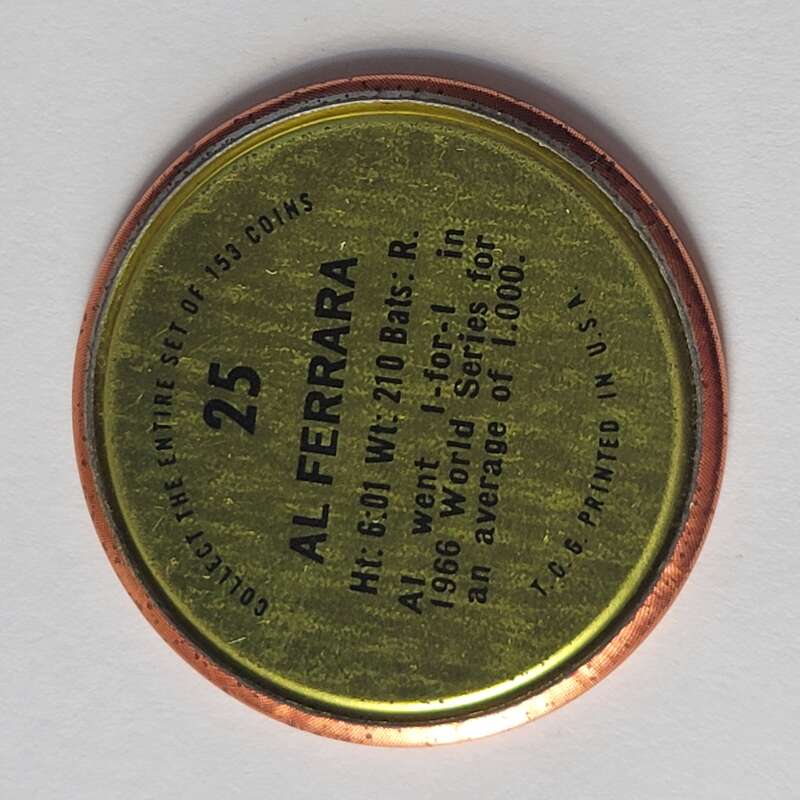 COLLECT THE ENTIRE SET OF 153 COINS
25
AL FERRARA
Ht: 6:01 Wt: 210 Bats: R.
Al went 1-for-1 in
1966 World Series for
an average of 1.000.
T.C.G. PRINTED IN U.S.A.